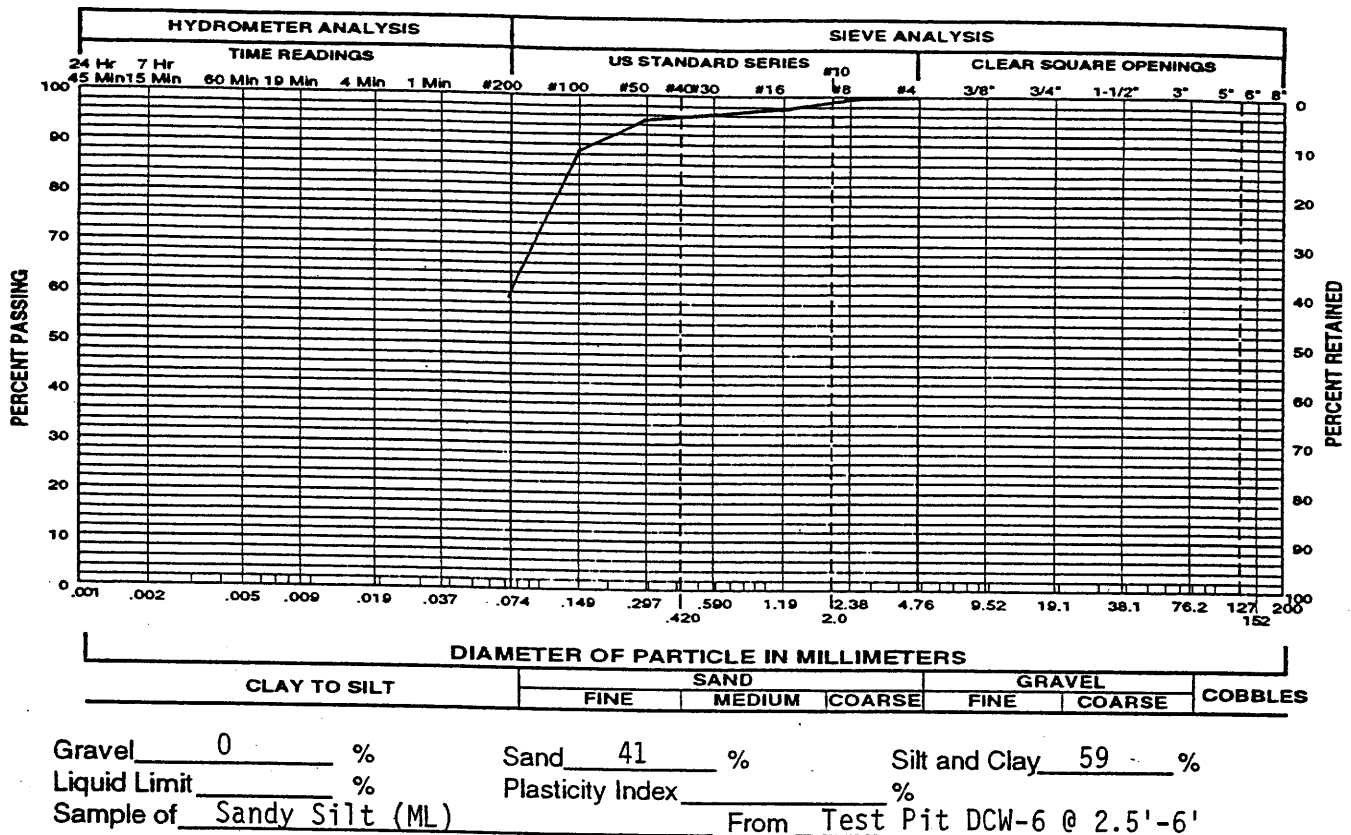 HYDROMETER ANALYSIS SIEVE ANALYSIS
TIME READINGS US STANDARD SERIES CLEAR SQUARE OPENINGS
24 Hr 7 Hr #10
45 Min 15 Min 60 Min 19 Min 4 Min 1 Min #200 #100 #50 #40 #30 #16 #8 #4 3/8" 3/4" 1-1/2" 3" 5" 6" 8"
100 0
90 10
80 20
70 30
60 40
50 50
40 60
30 70
20 80
10 90
0 100
PERCENT PASSING
PERCENT RETAINED
.001 .002 .005 .009 .019 .037 .074 .149 .297 .590 1.19 2.38 4.76 9.52 19.1 38.1 76.2 127 200
.420 2.0 152
DIAMETER OF PARTICLE IN MILLIMETERS
CLAY TO SILT SAND GRAVEL COBBLES
FINE MEDIUM COARSE FINE COARSE
Gravel 0 % Sand 41 % Silt and Clay 59 %
Liquid Limit % Plasticity Index %
Sample of Sandy Silt (ML) From Test Pit DCW-6 @ 2.5'-6'